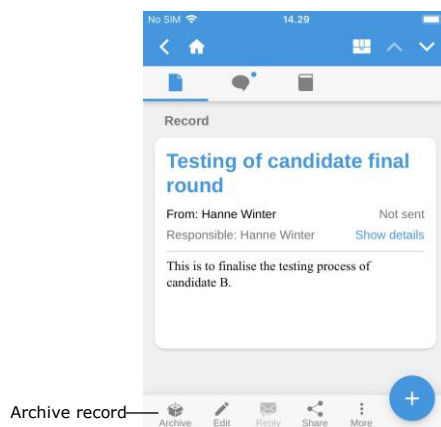 No SIM 14.29
Record
Testing of candidate final
round
From: Hanne Winter Not sent
Responsible: Hanne Winter Show details
This is to finalise the testing process of
candidate B.
Archive record
Archive Edit Reply Share More